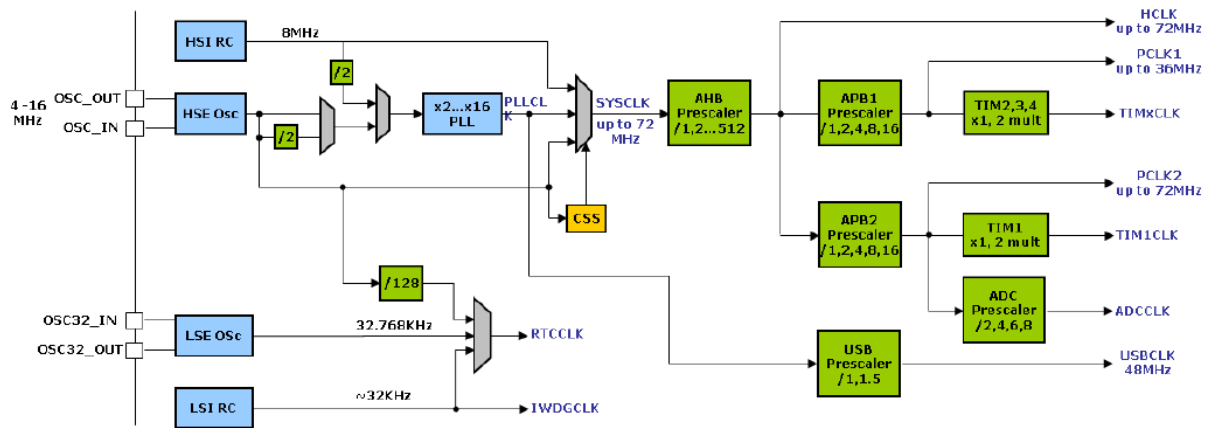 HSI RC
8MHz
/2
4 -16
MHz
OSC_OUT
OSC_IN
HSE Osc
/2
x2...x16
PLL
PLLCL
K
SYSCLK
up to 72
MHz
CSS
AHB
Prescaler
/1,2...512
APB1
Prescaler
/1,2,4,8,16
TIM2,3,4
x1, 2 mult
HCLK
up to 72MHz
PCLK1
up to 36MHz
TIMxCLK
APB2
Prescaler
/1,2,4,8,16
TIM1
x1, 2 mult
PCLK2
up to 72MHz
TIM1CLK
ADC
Prescaler
/2,4,6,8
ADCCLK
USB
Prescaler
/1,1.5
USBCLK
48MHz
/128
OSC32_IN
OSC32_OUT
LSE OSc
32.768KHz
RTCCLK
LSI RC
~32KHz
IWDGCLK